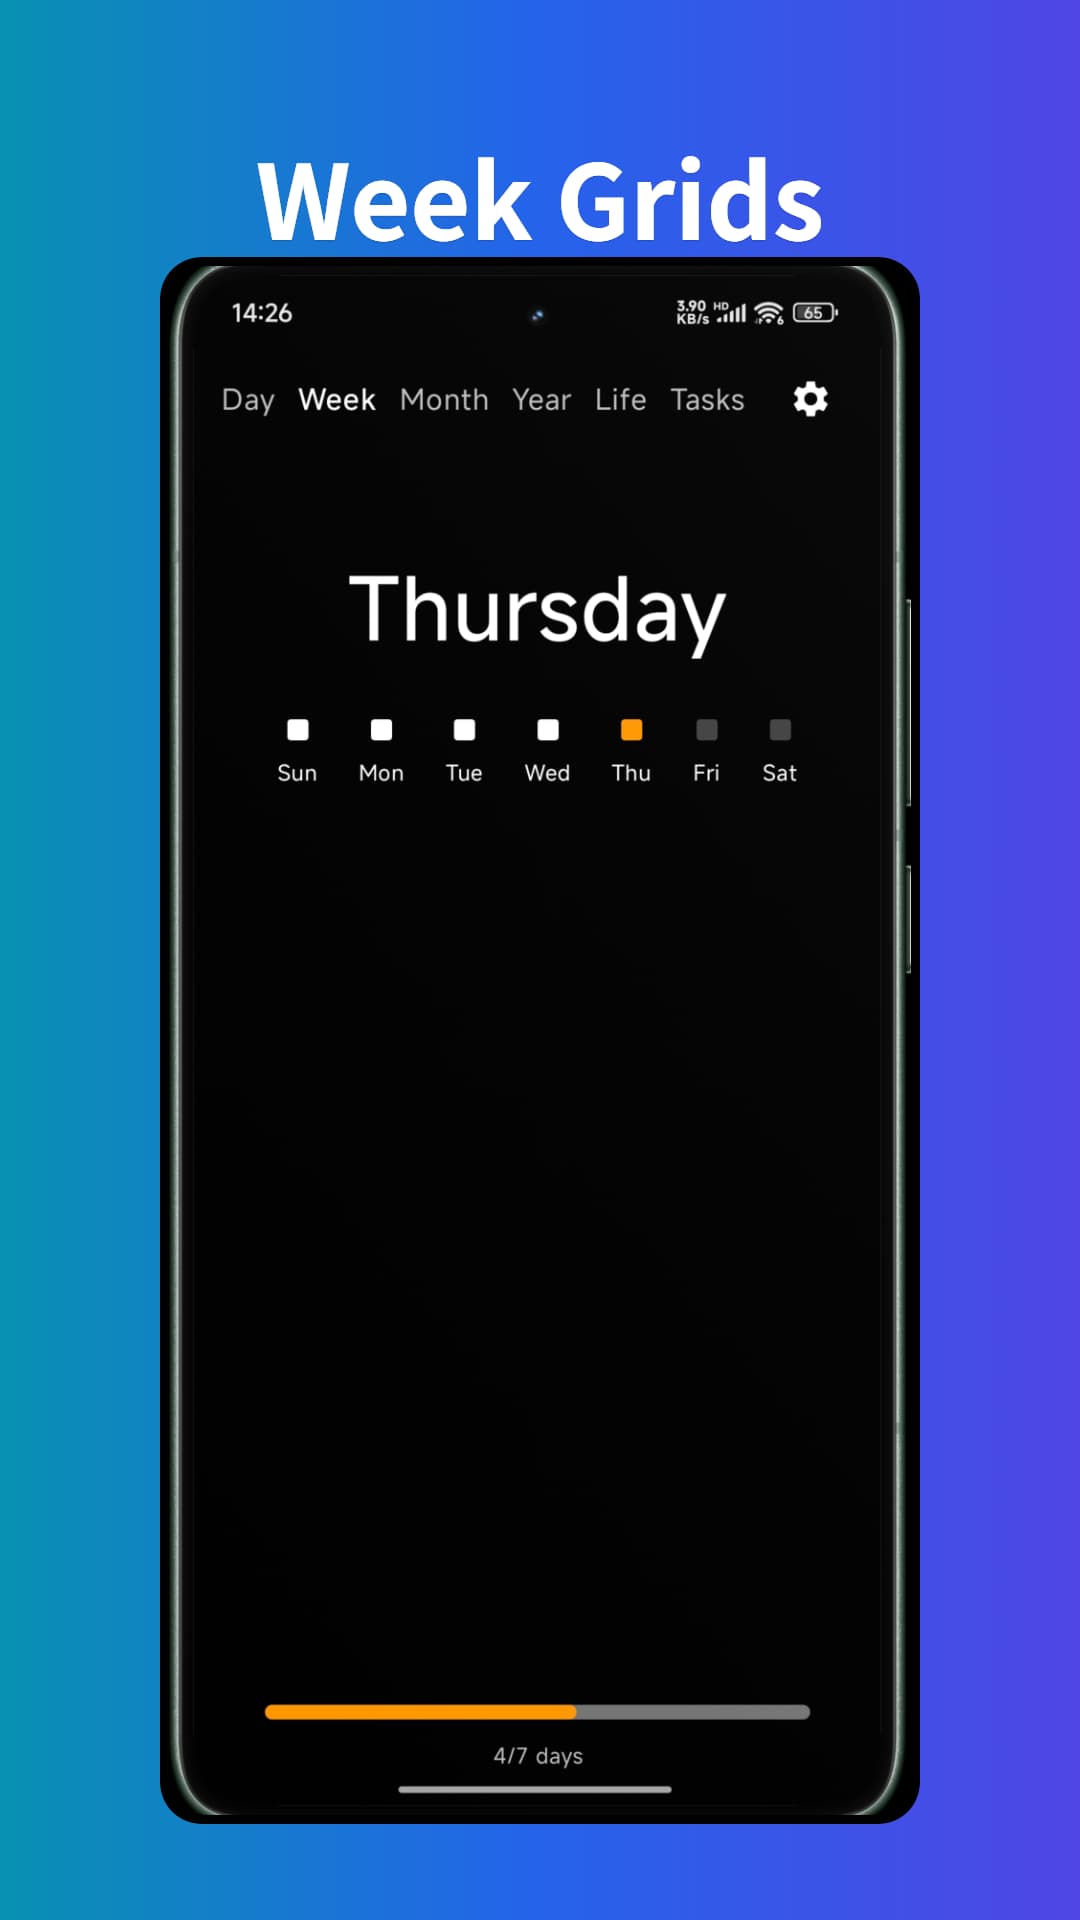 Week Grids
14:26 3.90 KB/s HD 6 65
Day Week Month Year Life Tasks
Thursday
Sun Mon Tue Wed Thu Fri Sat
4/7 days